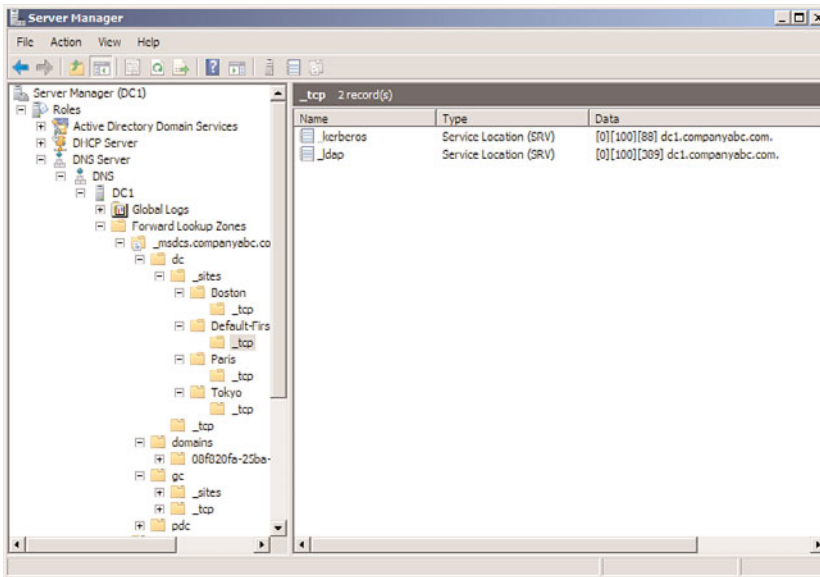 Server Manager
File Action View Help
Server Manager (DC1)
Roles
Active Directory Domain Services
DHCP Server
DNS Server
DNS
DC1
Global Logs
Forward Lookup Zones
_msdcs.companyabc.co
dc
_sites
Boston
_tcp
Default-Firs
_tcp
Paris
_tcp
Tokyo
_tcp
_tcp
domains
08f820fa-25ba-
gc
_sites
_tcp
pdc
_tcp 2 record(s)
Name Type Data
_kerberos Service Location (SRV) [0][100][88] dc1.companyabc.com.
_ldap Service Location (SRV) [0][100][389] dc1.companyabc.com.